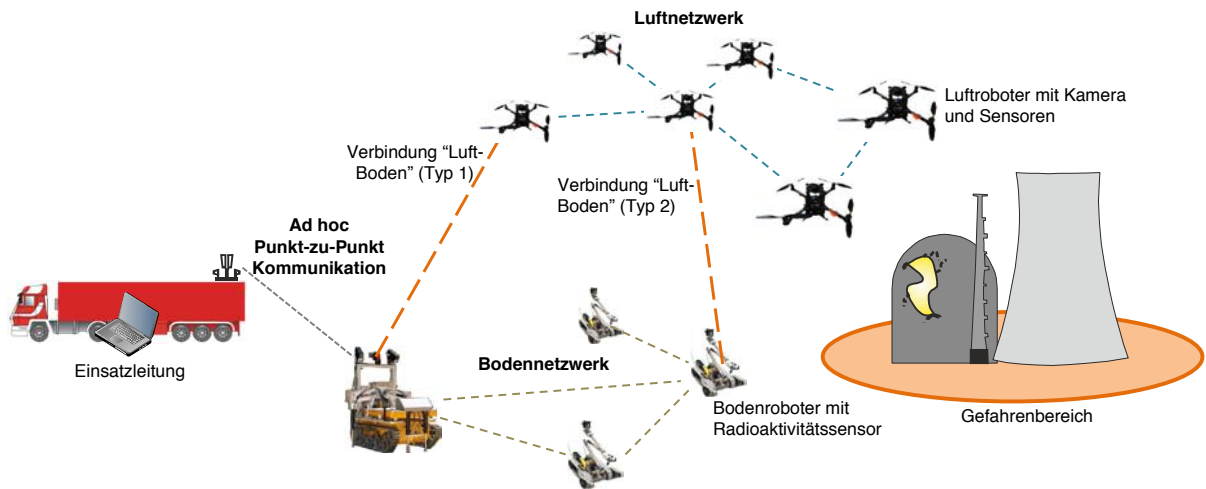 Luftnetzwerk
Luftroboter mit Kamera
und Sensoren
Verbindung “Luft-
Boden” (Typ 1)
Verbindung “Luft-
Boden” (Typ 2)
Ad hoc
Punkt-zu-Punkt
Kommunikation
Einsatzleitung
Bodennetzwerk
Bodenroboter mit
Radioaktivitätssensor
Gefahrenbereich